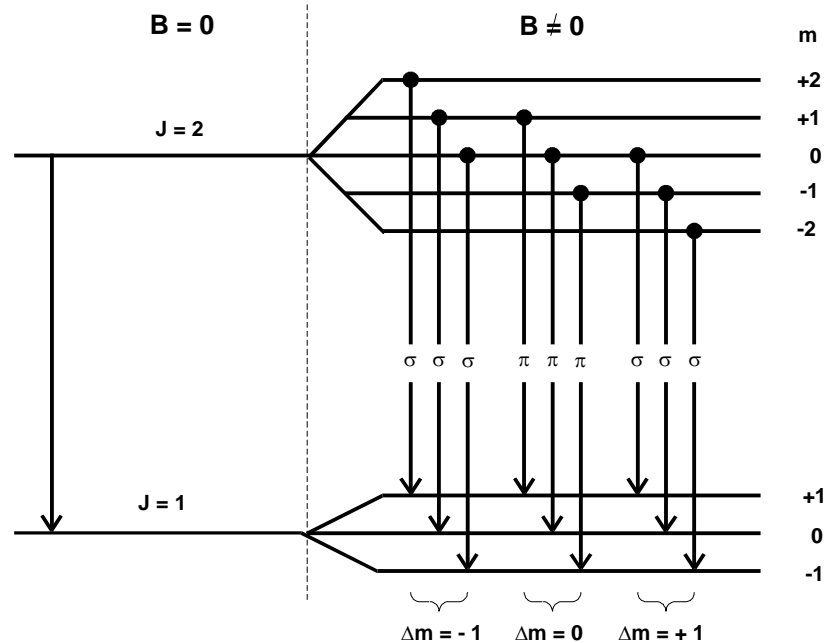 B = 0
B ≠ 0
m
+2
+1
J = 2
0
-1
-2
σ σ σ π π π σ σ σ
+1
J = 1
0
-1
Δm = - 1 Δm = 0 Δm = + 1